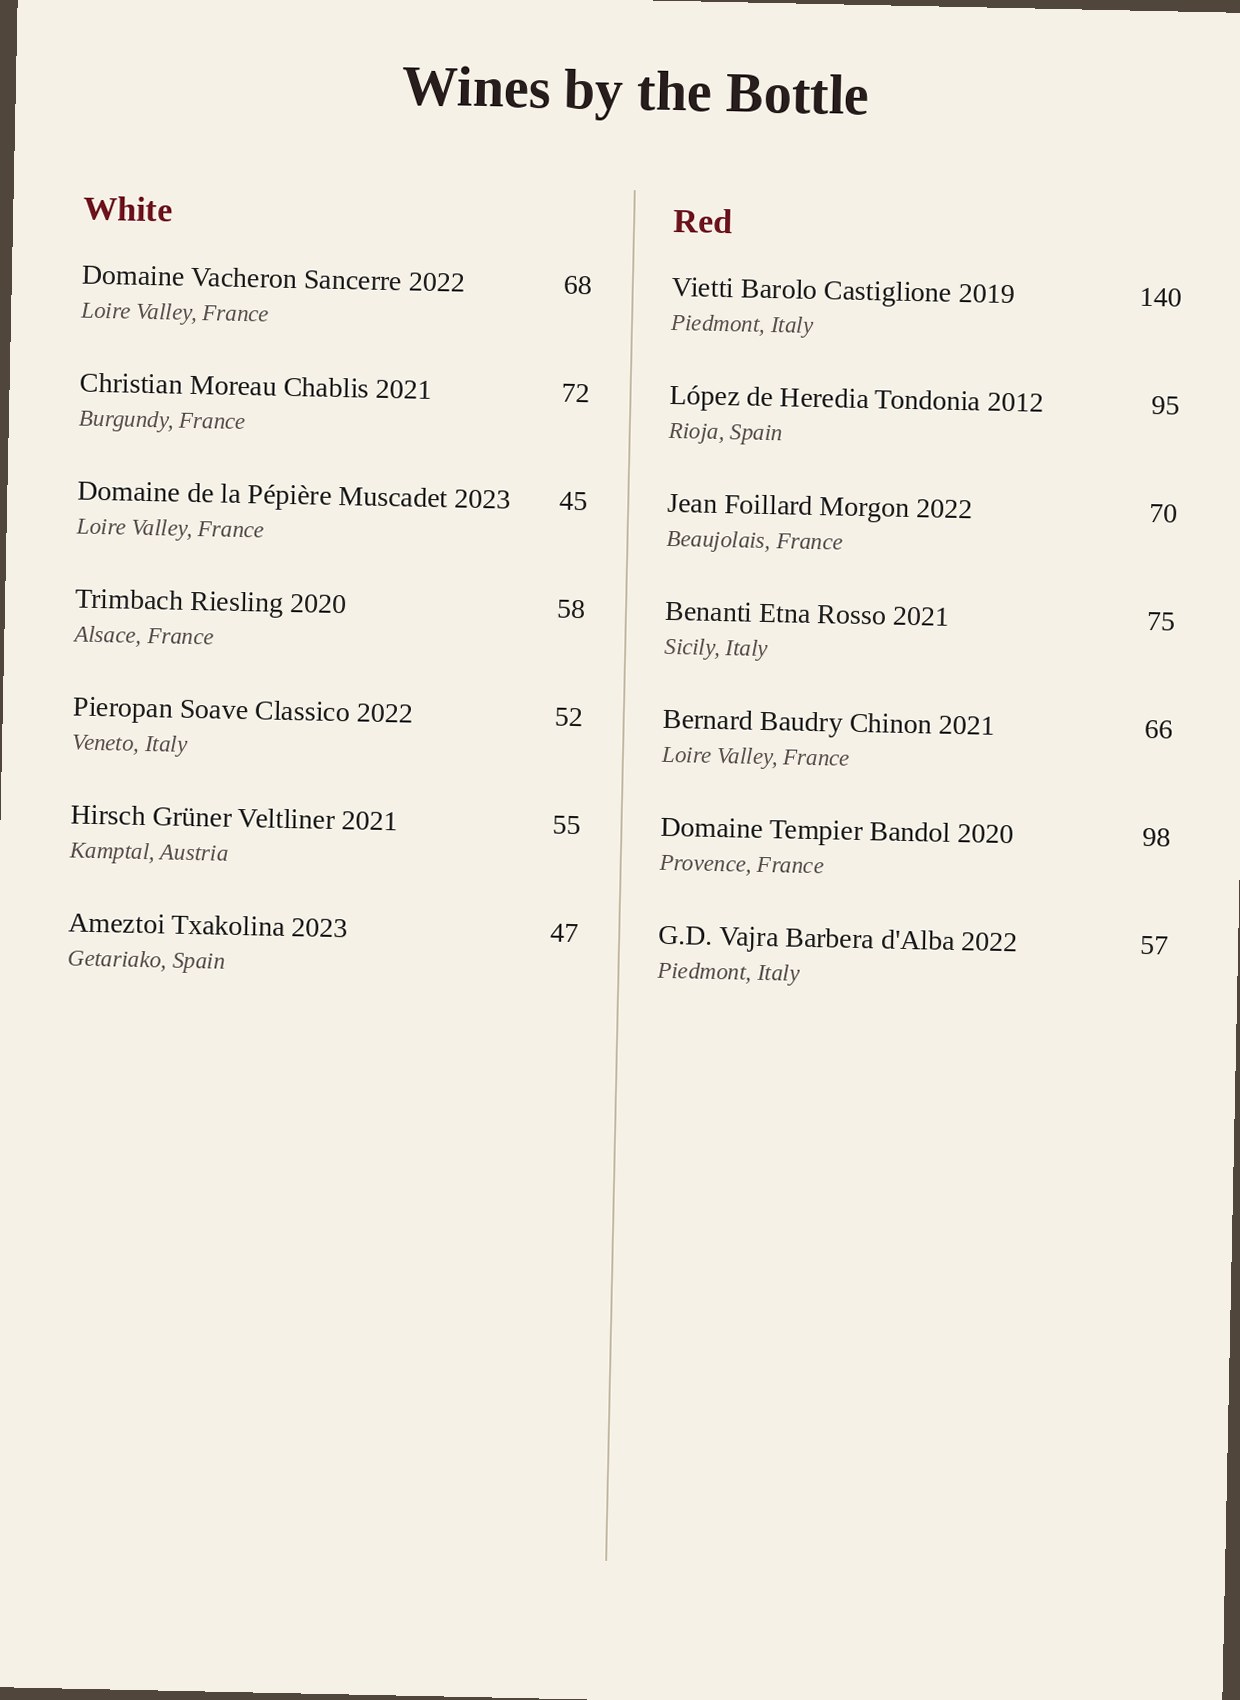 Wines by the Bottle
White
Domaine Vacheron Sancerre 2022 68
Loire Valley, France
Christian Moreau Chablis 2021 72
Burgundy, France
Domaine de la Pépière Muscadet 2023 45
Loire Valley, France
Trimbach Riesling 2020 58
Alsace, France
Pieropan Soave Classico 2022 52
Veneto, Italy
Hirsch Grüner Veltliner 2021 55
Kamptal, Austria
Ameztoi Txakolina 2023 47
Getariako, Spain
Red
Vietti Barolo Castiglione 2019 140
Piedmont, Italy
López de Heredia Tondonia 2012 95
Rioja, Spain
Jean Foillard Morgon 2022 70
Beaujolais, France
Benanti Etna Rosso 2021 75
Sicily, Italy
Bernard Baudry Chinon 2021 66
Loire Valley, France
Domaine Tempier Bandol 2020 98
Provence, France
G.D. Vajra Barbera d'Alba 2022 57
Piedmont, Italy